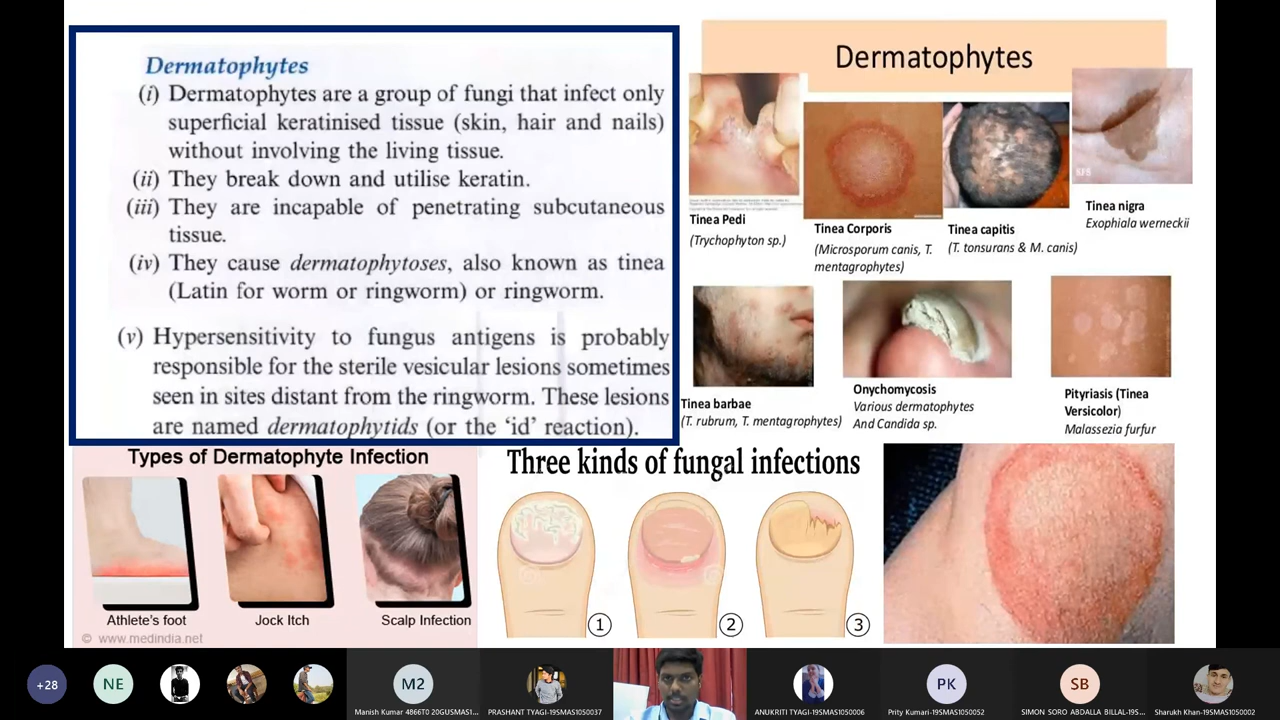 Dermatophytes
(i) Dermatophytes are a group of fungi that infect only
superficial keratinised tissue (skin, hair and nails)
without involving the living tissue.
(ii) They break down and utilise keratin.
(iii) They are incapable of penetrating subcutaneous
tissue.
(iv) They cause dermatophytoses, also known as tinea
(Latin for worm or ringworm) or ringworm.
(v) Hypersensitivity to fungus antigens is probably
responsible for the sterile vesicular lesions sometimes
seen in sites distant from the ringworm. These lesions
are named dermatophytids (or the ‘id’ reaction).
Dermatophytes
SFS
Tinea Pedi
(Trychophyton sp.)
Tinea Corporis
(Microsporum canis, T.
mentagrophytes)
Tinea capitis
(T. tonsurans & M. canis)
Tinea nigra
Exophiala werneckii
Tinea barbae
(T. rubrum, T. mentagrophytes)
Onychomycosis
Various dermatophytes
And Candida sp.
Pityriasis (Tinea
Versicolor)
Malassezia furfur
Types of Dermatophyte Infection
Athlete's foot
Jock Itch
Scalp Infection
© www.medindia.net
Three kinds of fungal infections
1
2
3
+28
NE
M2
Manish Kumar 4866T0 20GUSMAS1...
PRASHANT TYAGI-19SMAS1050037
ANUKRITI TYAGI-19SMAS1050006
PK
Prity Kumari-19SMAS1050052
SB
SIMON SORO ABDALLA BILLAL-19S...
Sharukh Khan-19SMAS1050002